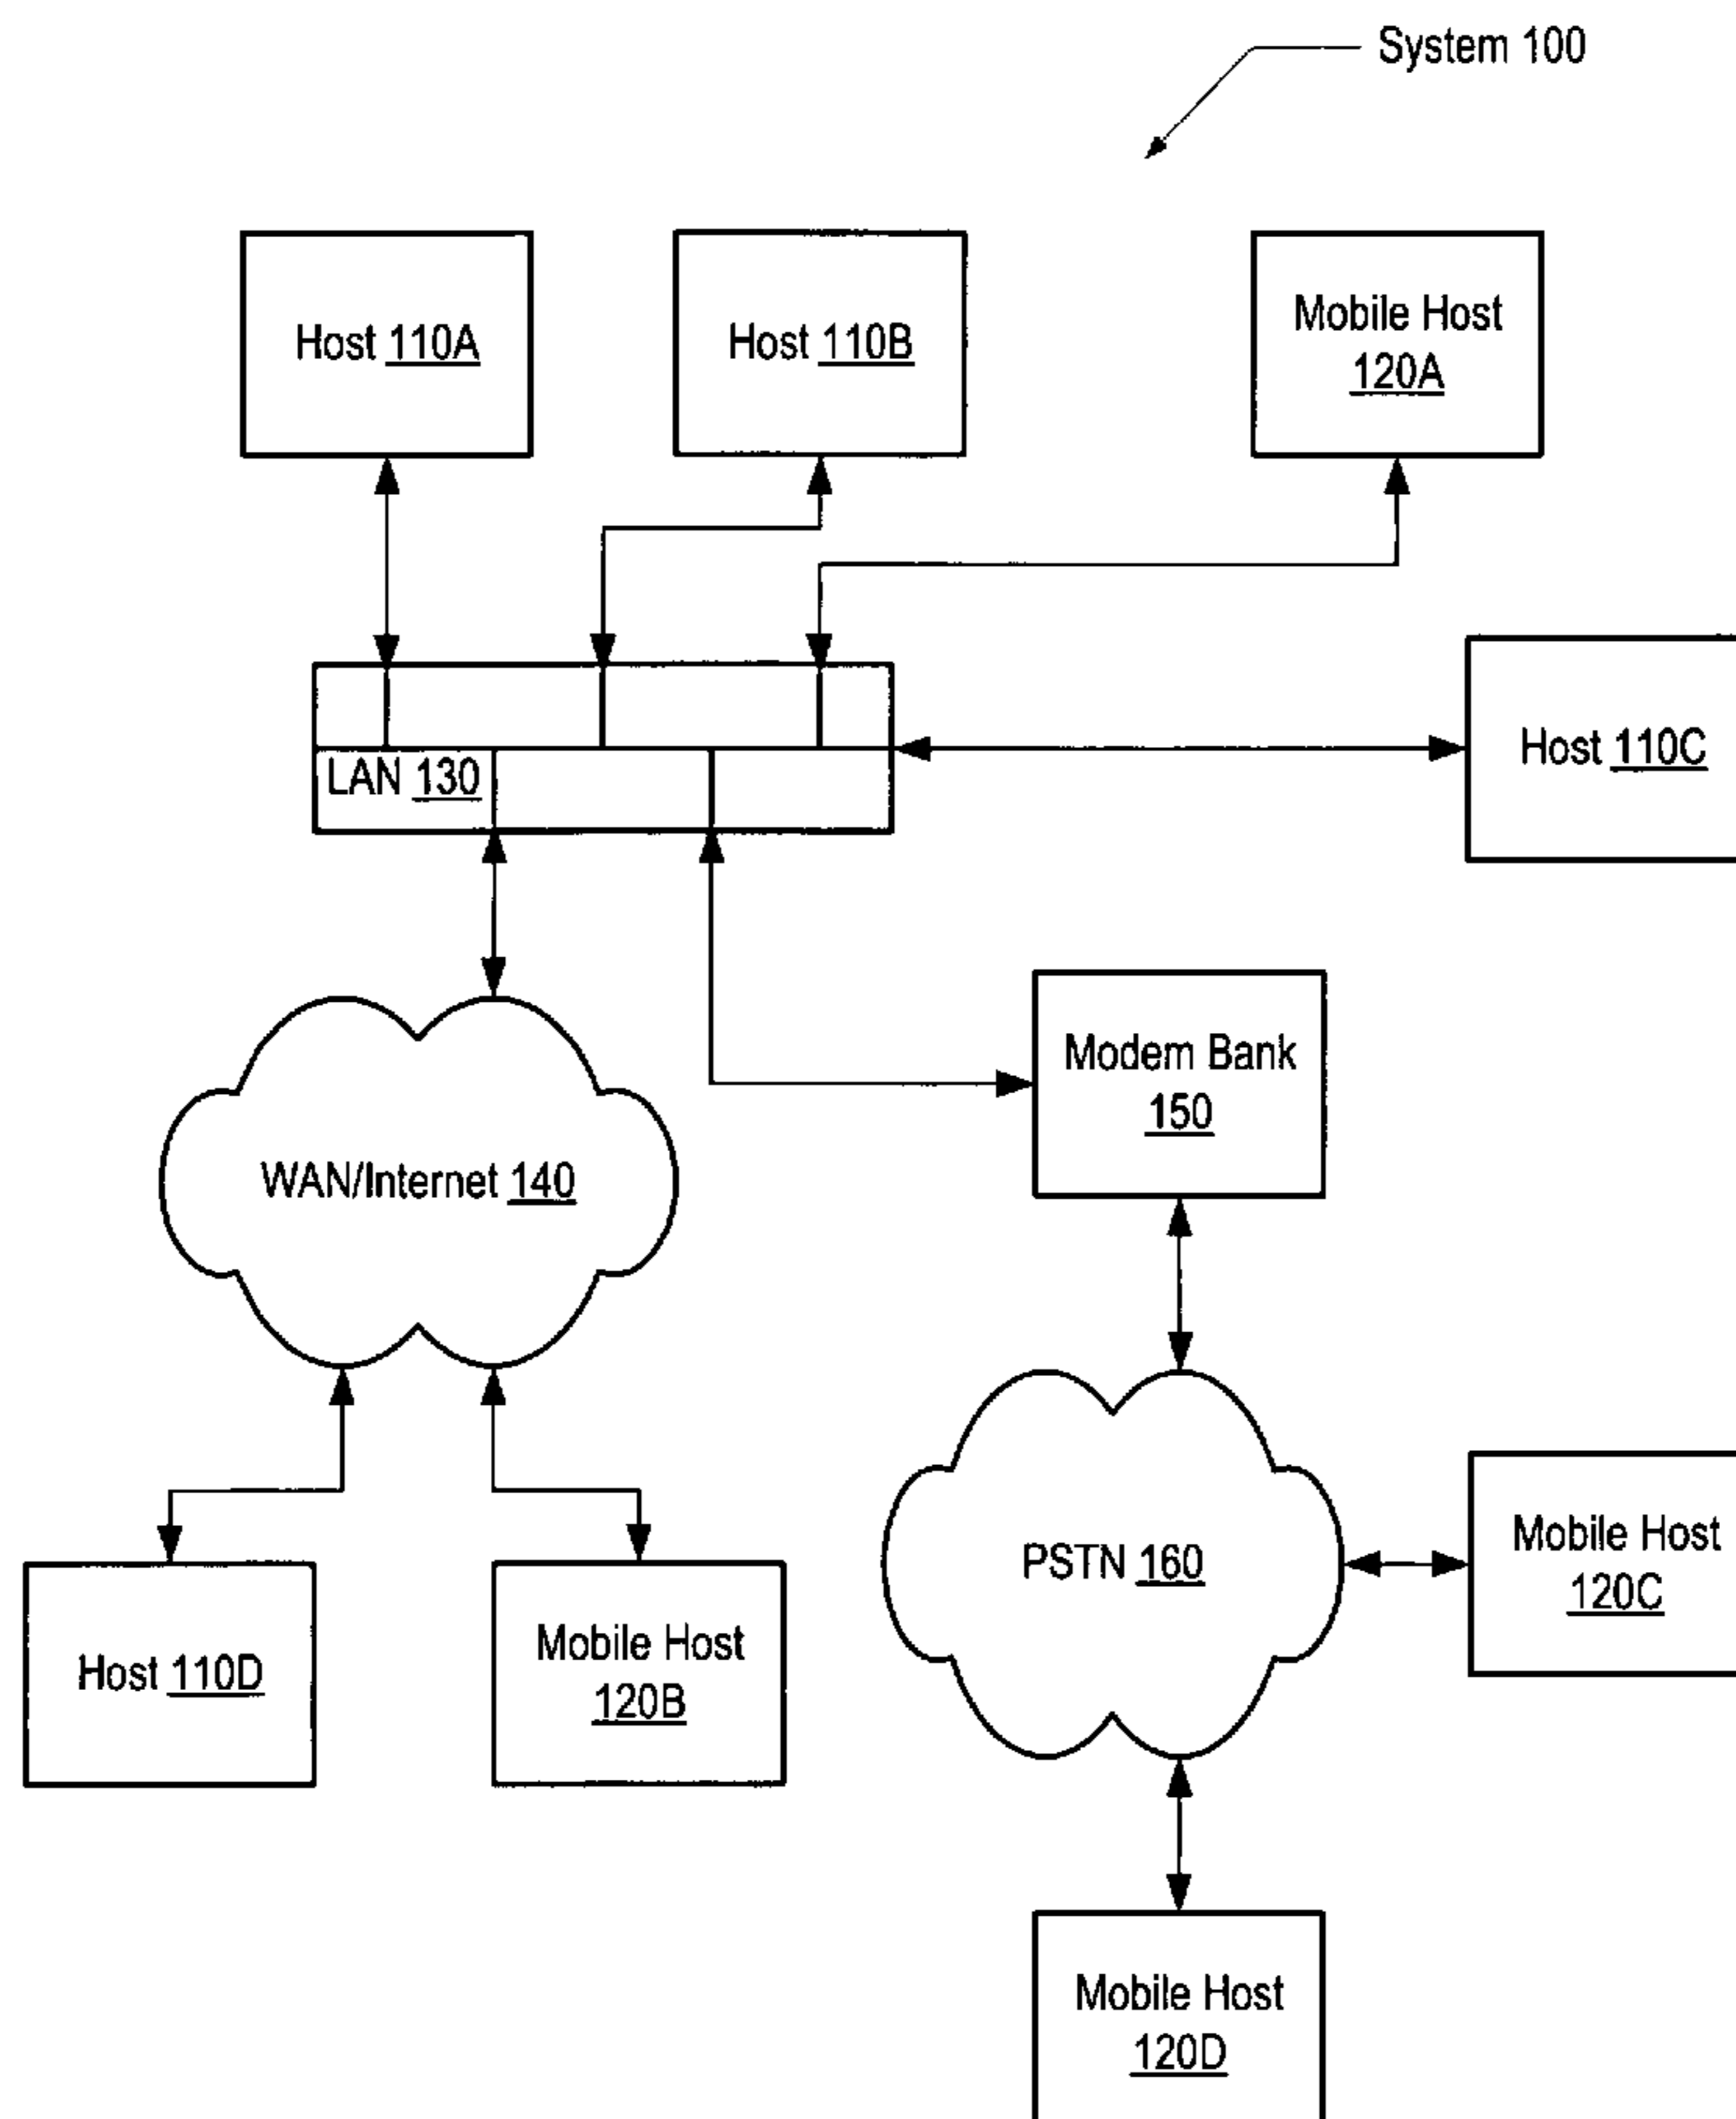 System 100
Host 110A
Host 110B
Mobile Host
120A
LAN 130
Host 110C
Modem Bank
150
WAN/Internet 140
PSTN 160
Mobile Host
120C
Host 110D
Mobile Host
120B
Mobile Host
120D